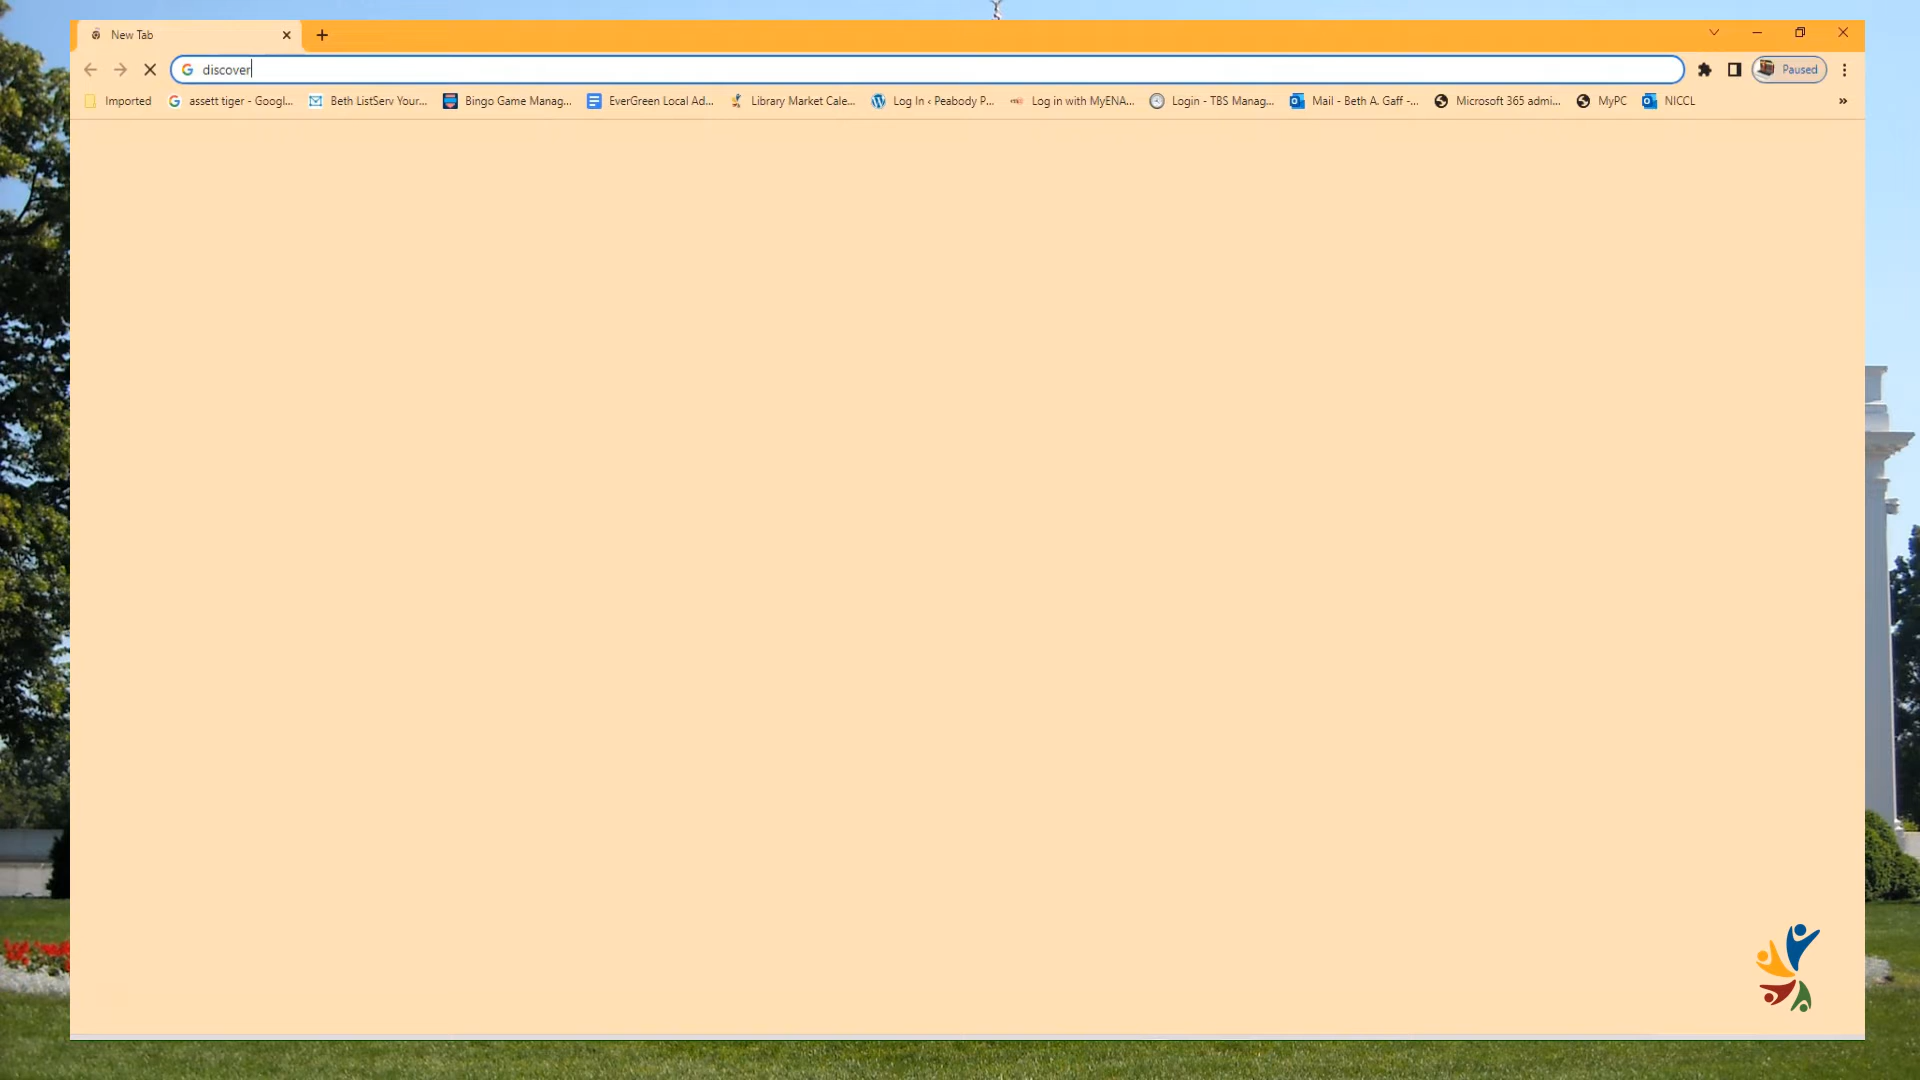 New Tab
discover
Paused
Imported
assett tiger - Googl...
Beth ListServ Your...
Bingo Game Manag...
EverGreen Local Ad...
Library Market Cale...
Log In ‹ Peabody P...
Log in with MyENA...
Login - TBS Manag...
Mail - Beth A. Gaff -...
Microsoft 365 admi...
MyPC
NICCL